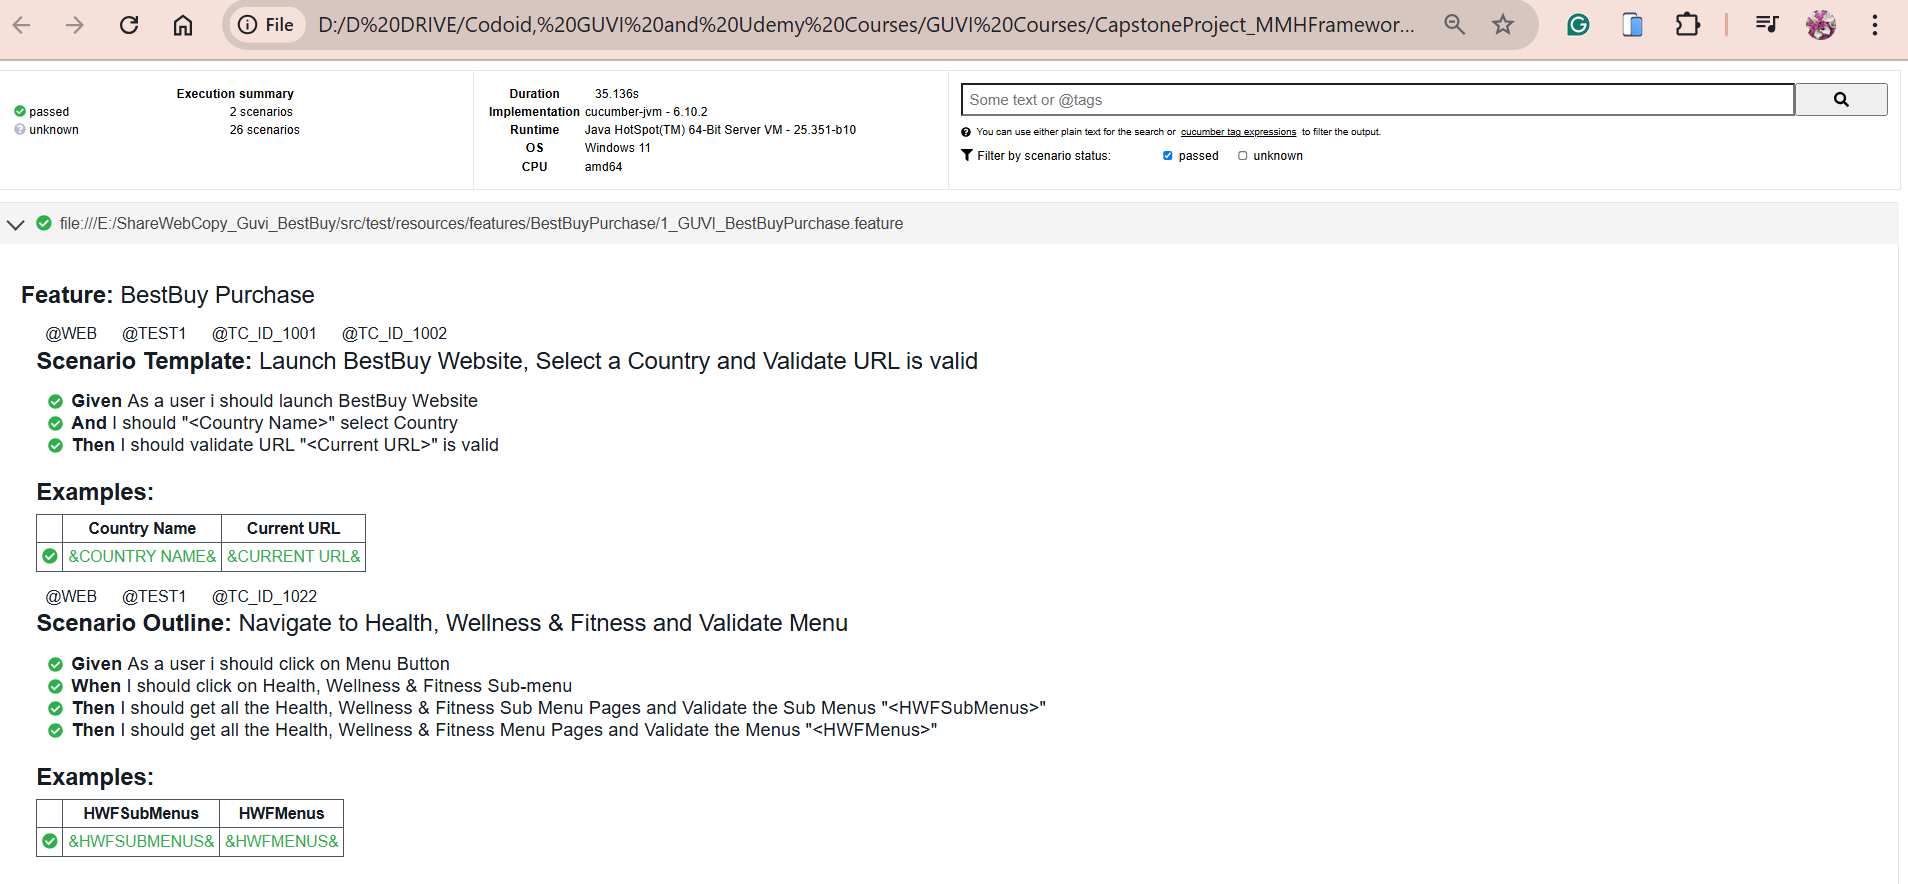 File D:/D%20DRIVE/Codoid,%20GUVI%20and%20Udemy%20Courses/GUVI%20Courses/CapstoneProject_MMHFramewor...
Execution summary
passed 2 scenarios
unknown 26 scenarios
Duration 35.136s
Implementation cucumber-jvm - 6.10.2
Runtime Java HotSpot(TM) 64-Bit Server VM - 25.351-b10
OS Windows 11
CPU amd64
Some text or @tags
You can use either plain text for the search or cucumber tag expressions to filter the output.
Filter by scenario status: passed unknown
file:///E:/ShareWebCopy_Guvi_BestBuy/src/test/resources/features/BestBuyPurchase/1_GUVI_BestBuyPurchase.feature
Feature: BestBuy Purchase
@WEB @TEST1 @TC_ID_1001 @TC_ID_1002
Scenario Template: Launch BestBuy Website, Select a Country and Validate URL is valid
Given As a user i should launch BestBuy Website
And I should "<Country Name>" select Country
Then I should validate URL "<Current URL>" is valid
Examples:
Country Name Current URL
&COUNTRY NAME& &CURRENT URL&
@WEB @TEST1 @TC_ID_1022
Scenario Outline: Navigate to Health, Wellness & Fitness and Validate Menu
Given As a user i should click on Menu Button
When I should click on Health, Wellness & Fitness Sub-menu
Then I should get all the Health, Wellness & Fitness Sub Menu Pages and Validate the Sub Menus "<HWFSubMenus>"
Then I should get all the Health, Wellness & Fitness Menu Pages and Validate the Menus "<HWFMenus>"
Examples:
HWFSubMenus HWFMenus
&HWFSUBMENUS& &HWFMENUS&